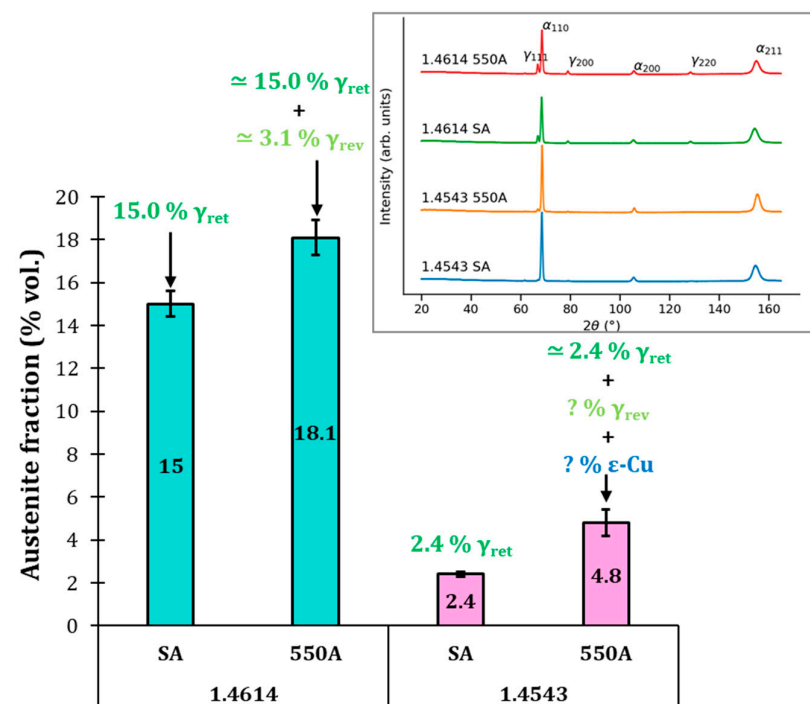 ≃ 15.0 % γret
+
≃ 3.1 % γrev
15.0 % γret
20
18
16
14
12
10
8
6
4
2
0
Austenite fraction (% vol.)
15
18.1
2.4 % γret
2.4
≃ 2.4 % γret
+
? % γrev
+
? % ε-Cu
4.8
SA
550A
SA
550A
1.4614
1.4543
Intensity (arb. units)
1.4614 550A
γ111
α110
γ200
α200
γ220
α211
1.4614 SA
1.4543 550A
1.4543 SA
20 40 60 80 100 120 140 160
2θ (°)